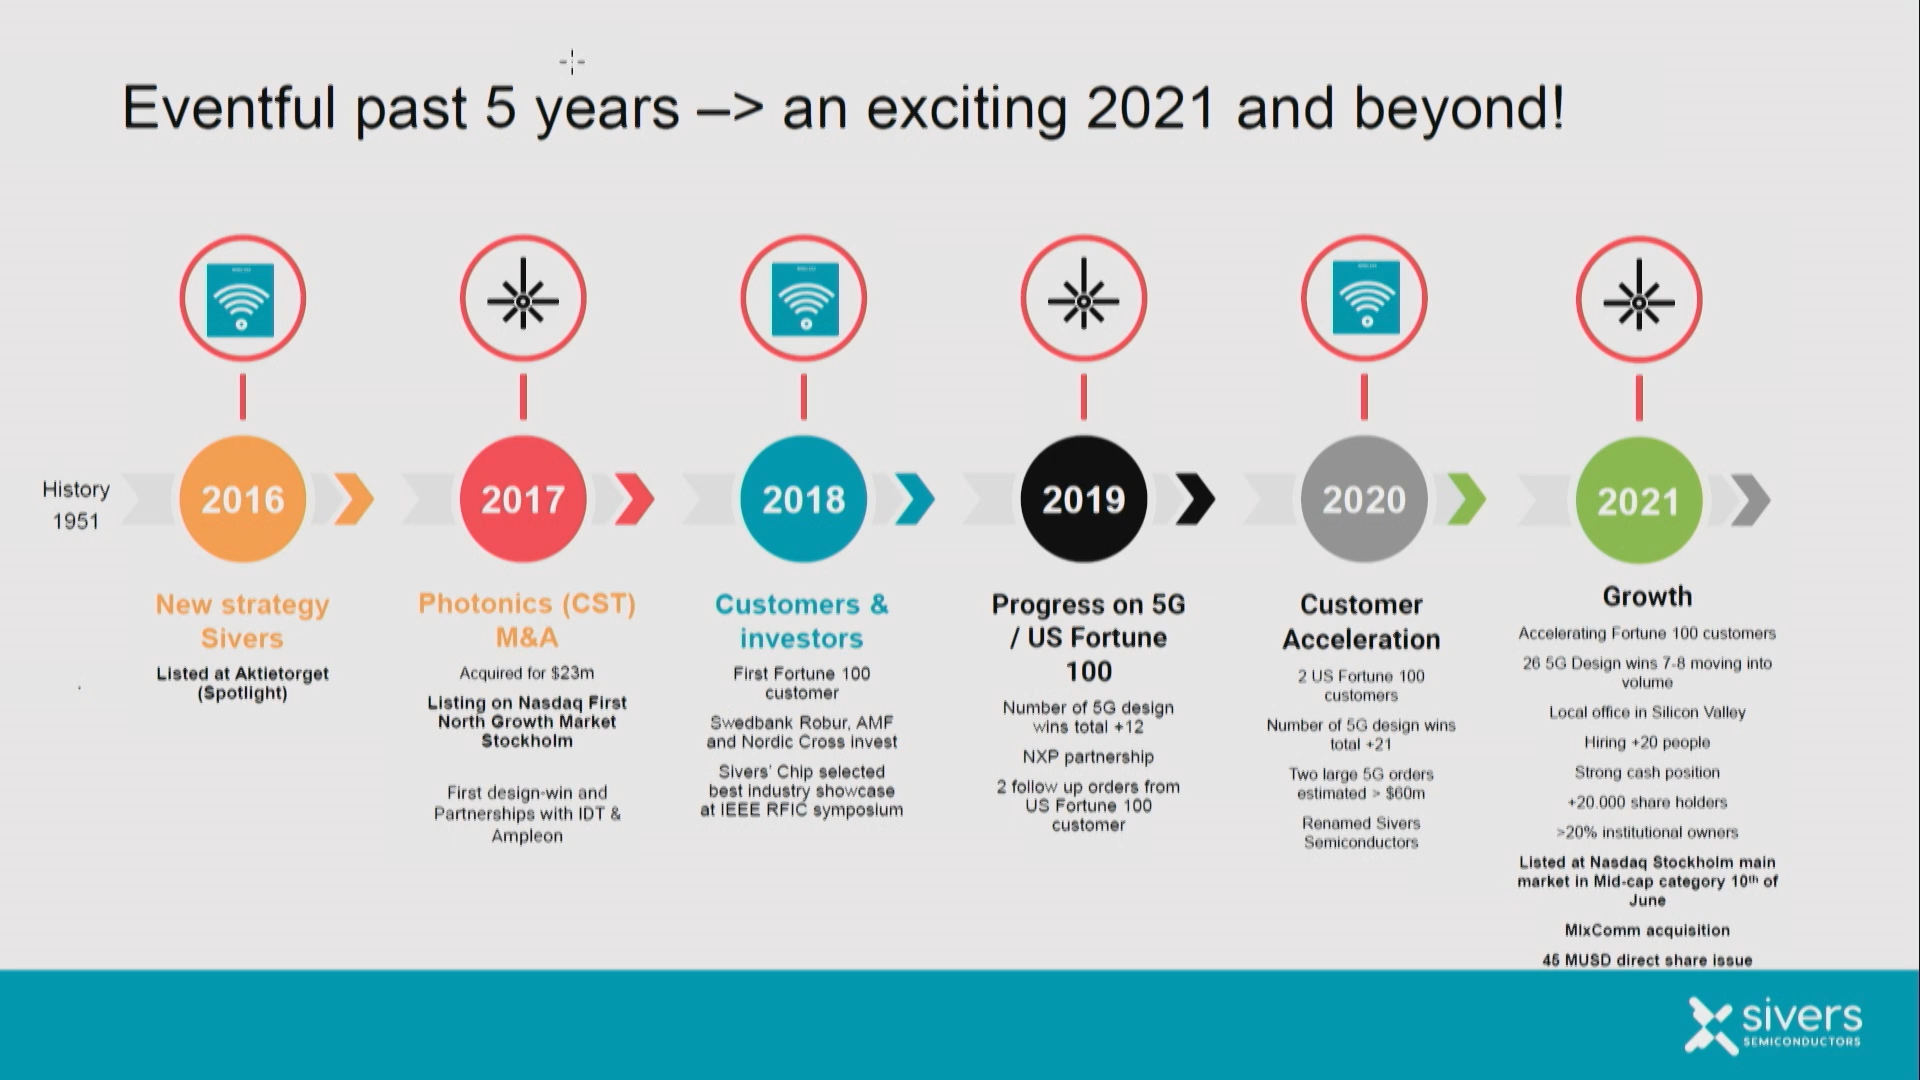 Eventful past 5 years –> an exciting 2021 and beyond!
History
1951
2016
New strategy
Sivers
Listed at Aktietorget
(Spotlight)
2017
Photonics (CST)
M&A
Acquired for $23m
Listing on Nasdaq First
North Growth Market
Stockholm
First design-win and
Partnerships with IDT &
Ampleon
2018
Customers &
investors
First Fortune 100
customer
Swedbank Robur, AMF
and Nordic Cross invest
Sivers' Chip selected
best industry showcase
at IEEE RFIC symposium
2019
Progress on 5G
/ US Fortune
100
Number of 5G design
wins total +12
NXP partnership
2 follow up orders from
US Fortune 100
customer
2020
Customer
Acceleration
2 US Fortune 100
customers
Number of 5G design wins
total +21
Two large 5G orders
estimated > $60m
Renamed Sivers
Semiconductors
2021
Growth
Accelerating Fortune 100 customers
26 5G Design wins 7-8 moving into
volume
Local office in Silicon Valley
Hiring +20 people
Strong cash position
+20.000 share holders
>20% institutional owners
Listed at Nasdaq Stockholm main
market in Mid-cap category 10th of
June
MixComm acquisition
45 MUSD direct share issue
sivers
SEMICONDUCTORS